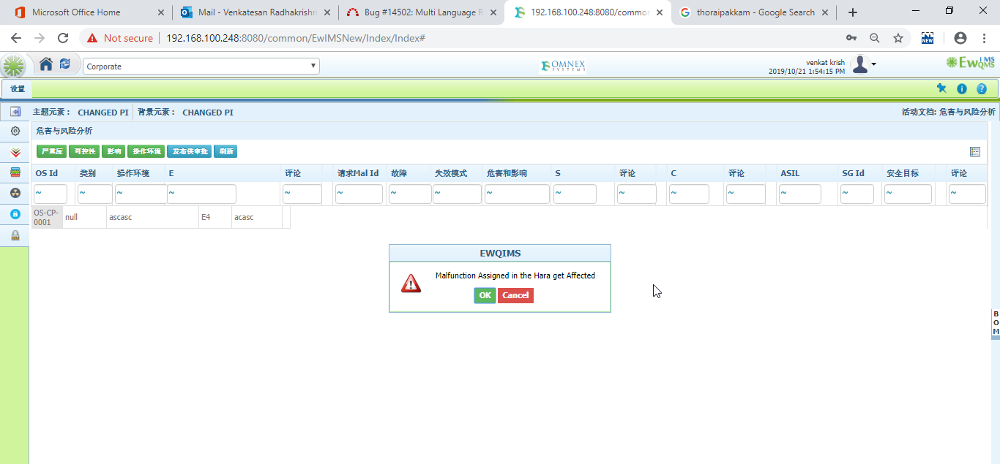 Microsoft Office Home
Mail - Venkatesan Radhakrishn
Bug #14502: Multi Language R
192.168.100.248:8080/commo
thoraipakkam - Google Search
Not secure
192.168.100.248:8080/common/EwIMSNew/Index/Index#
NEW
Corporate
OMNEX
SYSTEMS
venkat krish
2019/10/21 1:54:15 PM
EwIMS
QMS
设置
主题元素： CHANGED PI
背景元素： CHANGED PI
活动文档: 危害与风险分析
危害与风险分析
严重度
可控性
影响
操作环境
发布供审批
刷新
OS Id
类别
操作环境
E
评论
请求Mal Id
故障
失效模式
危害和影响
S
评论
C
评论
ASIL
SG Id
安全目标
评论
~ ~ ~ ~ ~ ~ ~ ~ ~ ~ ~ ~ ~ ~ ~ ~ ~
OS-CP-
0001
null
ascasc
E4
acasc
EWQIMS
Malfunction Assigned in the Hara get Affected
OK
Cancel
B
O
M